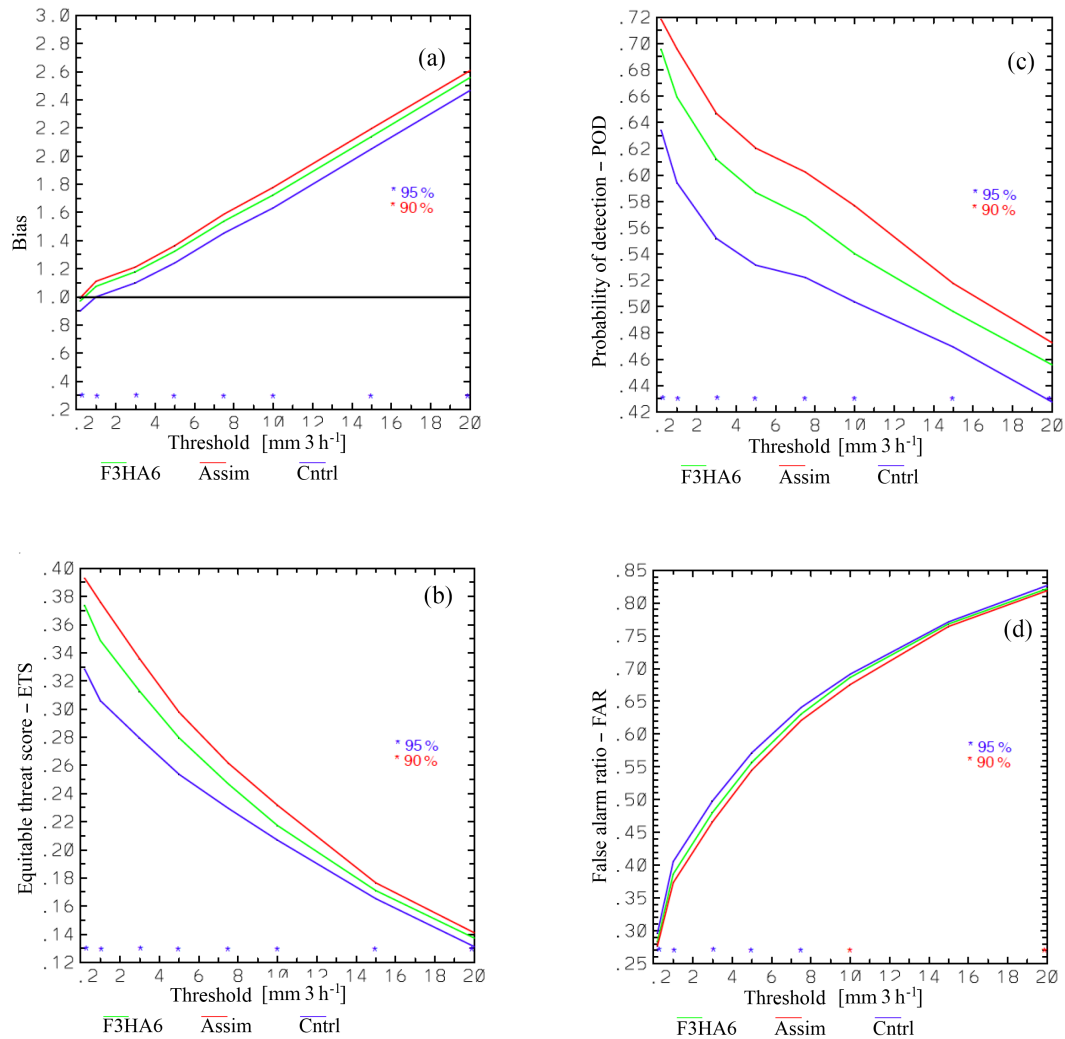 (a)
3.0
2.8
2.6
2.4
2.2
2.0
1.8
1.6
1.4
1.2
1.0
.8
.6
.4
.2
Bias
* 95 %
* 90 %
.2 2 4 6 8 10 12 14 16 18 20
Threshold [mm 3 h-1]
F3HA6 Assim Cntrl
(c)
.72
.70
.68
.66
.64
.62
.60
.58
.56
.54
.52
.50
.48
.46
.44
.42
Probability of detection – POD
* 95 %
* 90 %
.2 2 4 6 8 10 12 14 16 18 20
Threshold [mm 3 h-1]
F3HA6 Assim Cntrl
(b)
.40
.38
.36
.34
.32
.30
.28
.26
.24
.22
.20
.18
.16
.14
.12
Equitable threat score – ETS
* 95 %
* 90 %
.2 2 4 6 8 10 12 14 16 18 20
Threshold [mm 3 h-1]
F3HA6 Assim Cntrl
(d)
.85
.80
.75
.70
.65
.60
.55
.50
.45
.40
.35
.30
.25
False alarm ratio – FAR
* 95 %
* 90 %
.2 2 4 6 8 10 12 14 16 18 20
Threshold [mm 3 h-1]
F3HA6 Assim Cntrl